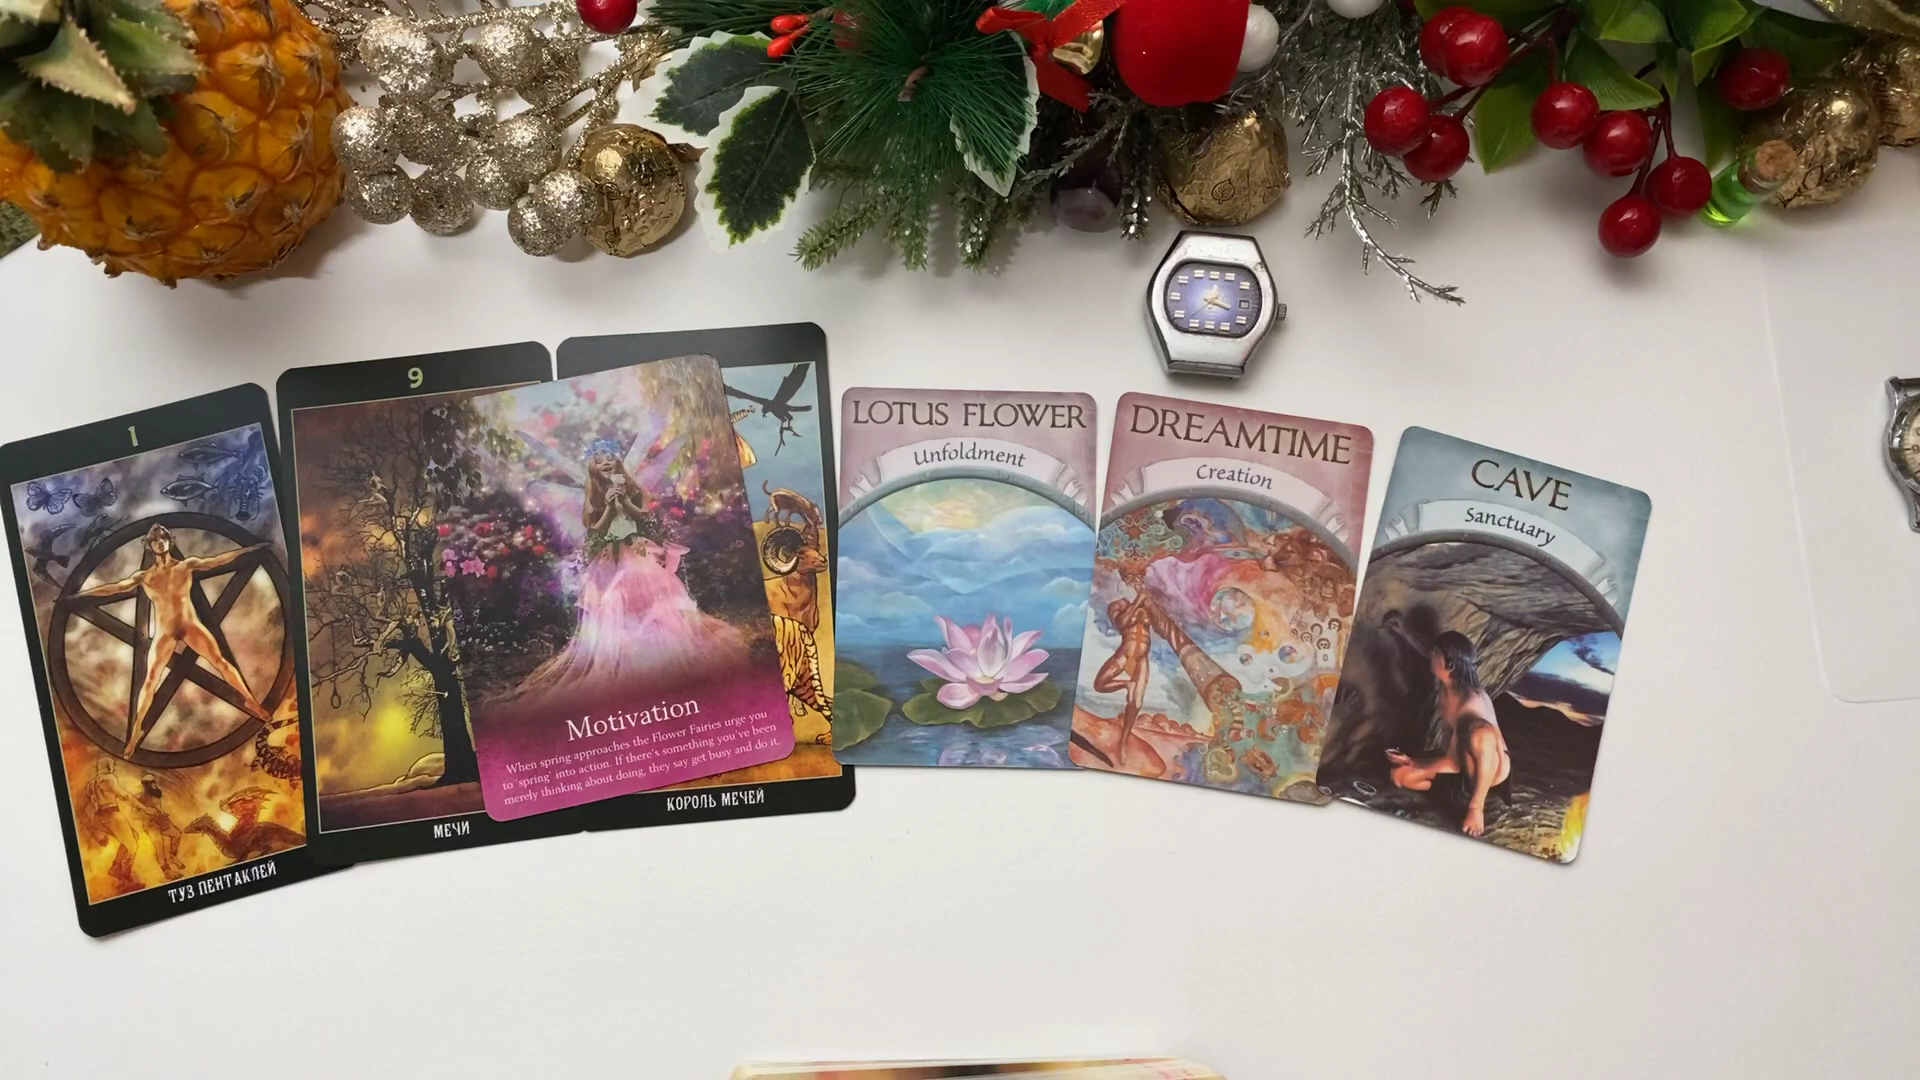 1
ТУЗ ПЕНТАКЛЕЙ
9
МЕЧИ
Motivation
When spring approaches the Flower Fairies urge you
to 'spring' into action. If there's something you've been
merely thinking about doing, they say get busy and do it.
КОРОЛЬ МЕЧЕЙ
LOTUS FLOWER
Unfoldment
DREAMTIME
Creation
CAVE
Sanctuary